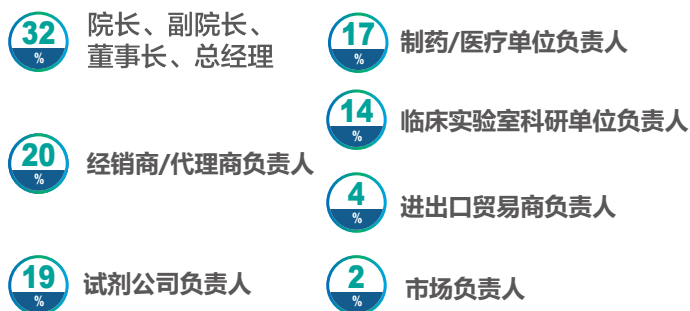 32
%
院长、副院长、
董事长、总经理
20
%
经销商/代理商负责人
19
%
试剂公司负责人
17
%
制药/医疗单位负责人
14
%
临床实验室科研单位负责人
4
%
进出口贸易商负责人
2
%
市场负责人